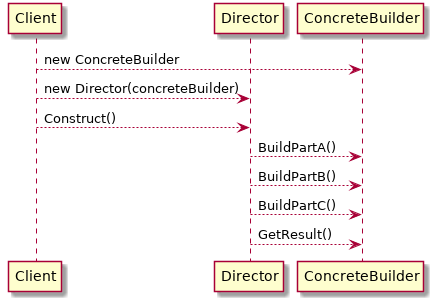 Client
Director
ConcreteBuilder
new ConcreteBuilder
new Director(concreteBuilder)
Construct()
BuildPartA()
BuildPartB()
BuildPartC()
GetResult()
Client
Director
ConcreteBuilder